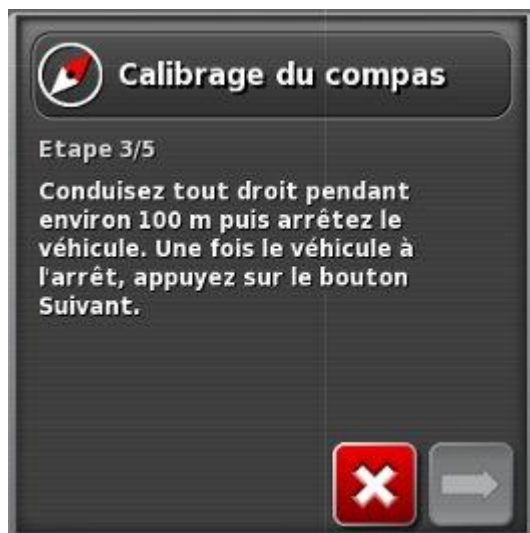 Calibrage du compas
Etape 3/5
Conduisez tout droit pendant
environ 100 m puis arrêtez le
véhicule. Une fois le véhicule à
l'arrêt, appuyez sur le bouton
Suivant.